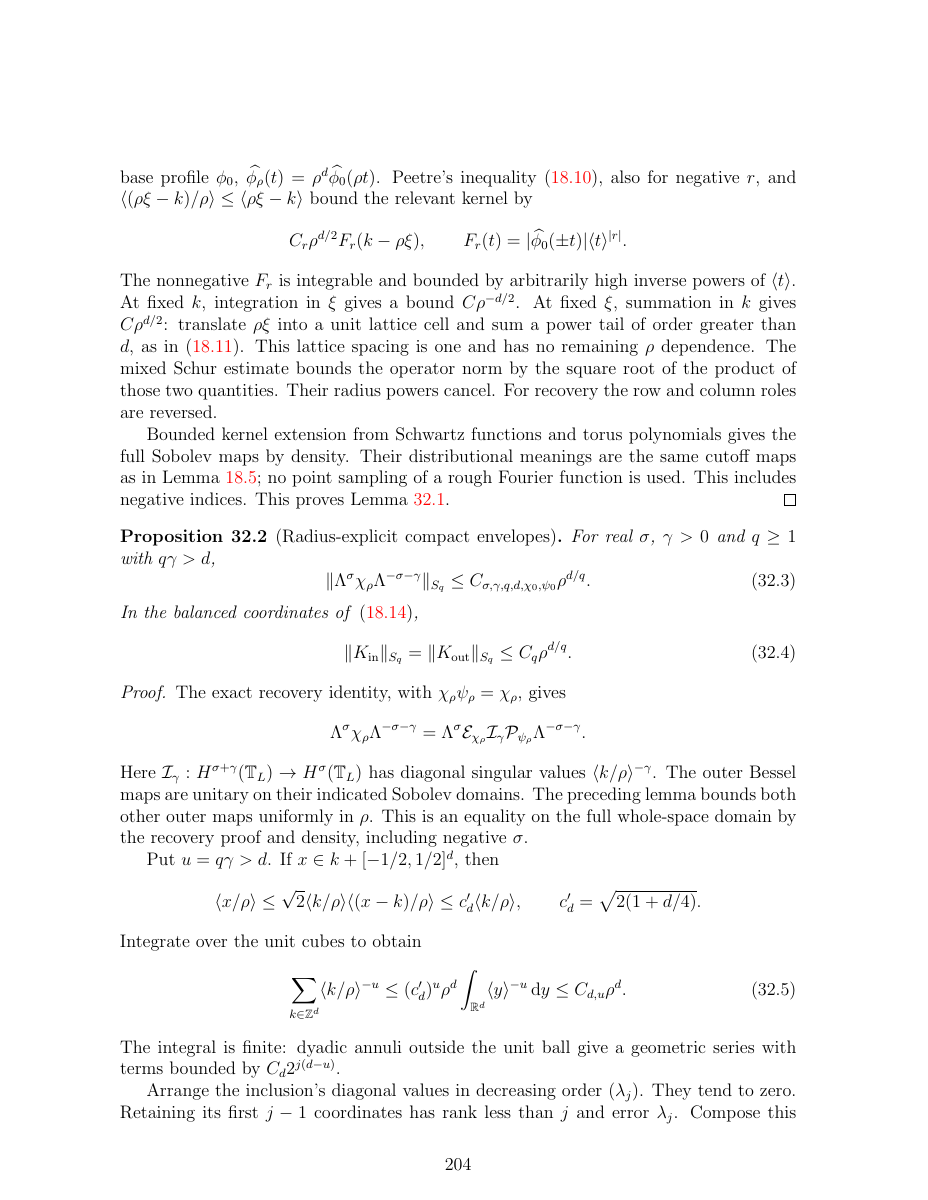 base profile ϕ₀, ϕ̂ρ(t) = ρᵈϕ̂₀(ρt). Peetre's inequality (18.10), also for negative r, and
⟨(ρξ − k)/ρ⟩ ≤ ⟨ρξ − k⟩ bound the relevant kernel by
C_r ρ^{d/2} F_r(k − ρξ), F_r(t) = |ϕ̂₀(±t)|⟨t⟩^{|r|}.
The nonnegative F_r is integrable and bounded by arbitrarily high inverse powers of ⟨t⟩.
At fixed k, integration in ξ gives a bound Cρ^{−d/2}. At fixed ξ, summation in k gives
Cρ^{d/2}: translate ρξ into a unit lattice cell and sum a power tail of order greater than
d, as in (18.11). This lattice spacing is one and has no remaining ρ dependence. The
mixed Schur estimate bounds the operator norm by the square root of the product of
those two quantities. Their radius powers cancel. For recovery the row and column roles
are reversed.
Bounded kernel extension from Schwartz functions and torus polynomials gives the
full Sobolev maps by density. Their distributional meanings are the same cutoff maps
as in Lemma 18.5; no point sampling of a rough Fourier function is used. This includes
negative indices. This proves Lemma 32.1. □
Proposition 32.2 (Radius-explicit compact envelopes). For real σ, γ > 0 and q ≥ 1
with qγ > d,
‖Λ^σ χ_ρ Λ^{−σ−γ}‖_{S_q} ≤ C_{σ,γ,q,d,χ₀,ψ₀} ρ^{d/q}. (32.3)
In the balanced coordinates of (18.14),
‖K_in‖_{S_q} = ‖K_out‖_{S_q} ≤ C_q ρ^{d/q}. (32.4)
Proof. The exact recovery identity, with χ_ρψ_ρ = χ_ρ, gives
Λ^σ χ_ρ Λ^{−σ−γ} = Λ^σ ℰ_{χ_ρ} ℐ_γ 𝒫_{ψ_ρ} Λ^{−σ−γ}.
Here ℐ_γ : H^{σ+γ}(𝕋_L) → H^σ(𝕋_L) has diagonal singular values ⟨k/ρ⟩^{−γ}. The outer Bessel
maps are unitary on their indicated Sobolev domains. The preceding lemma bounds both
other outer maps uniformly in ρ. This is an equality on the full whole-space domain by
the recovery proof and density, including negative σ.
Put u = qγ > d. If x ∈ k + [−1/2, 1/2]^d, then
⟨x/ρ⟩ ≤ √2⟨k/ρ⟩⟨(x − k)/ρ⟩ ≤ c′_d⟨k/ρ⟩, c′_d = √(2(1 + d/4)).
Integrate over the unit cubes to obtain
∑_{k∈ℤ^d} ⟨k/ρ⟩^{−u} ≤ (c′_d)^u ρ^d ∫_{ℝ^d} ⟨y⟩^{−u} dy ≤ C_{d,u} ρ^d. (32.5)
The integral is finite: dyadic annuli outside the unit ball give a geometric series with
terms bounded by C_d 2^{j(d−u)}.
Arrange the inclusion's diagonal values in decreasing order (λ_j). They tend to zero.
Retaining its first j − 1 coordinates has rank less than j and error λ_j. Compose this
204